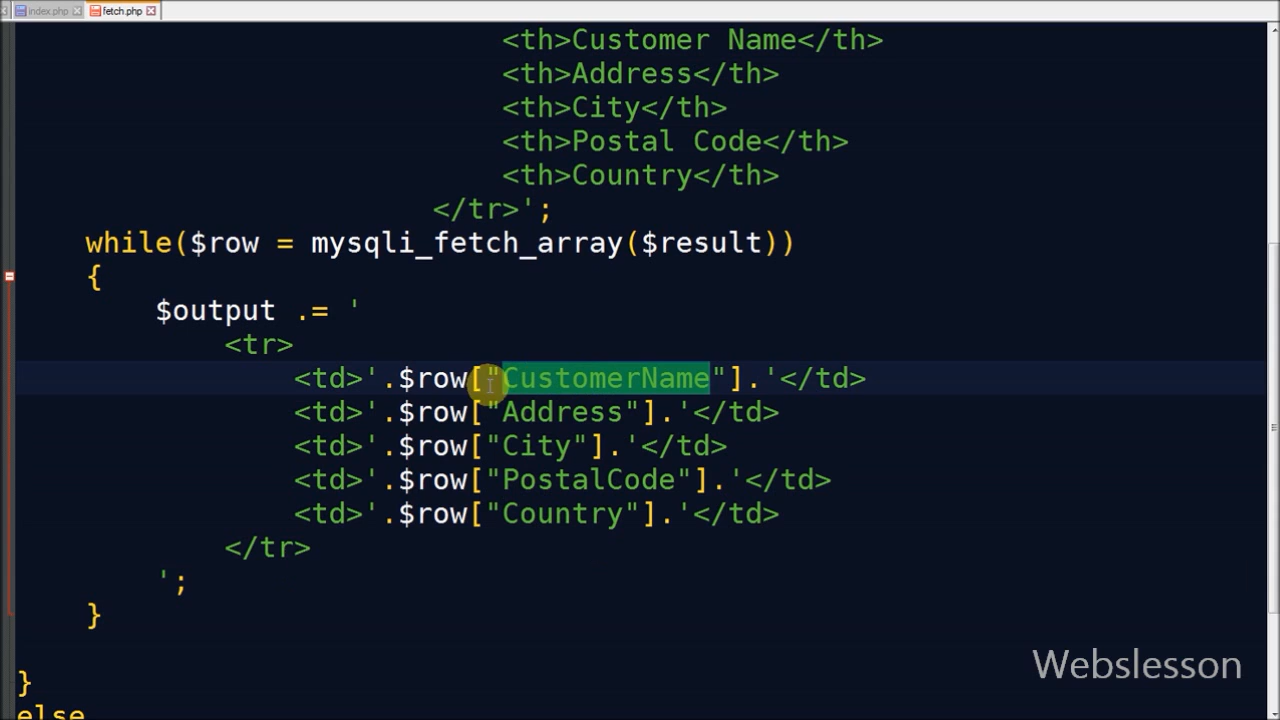 index.php fetch.php
<th>Customer Name</th>
<th>Address</th>
<th>City</th>
<th>Postal Code</th>
<th>Country</th>
</tr>';
while($row = mysqli_fetch_array($result))
{
$output .= '
<tr>
<td>'.$row["CustomerName"].'</td>
<td>'.$row["Address"].'</td>
<td>'.$row["City"].'</td>
<td>'.$row["PostalCode"].'</td>
<td>'.$row["Country"].'</td>
</tr>
';
}
Webslesson
}
else